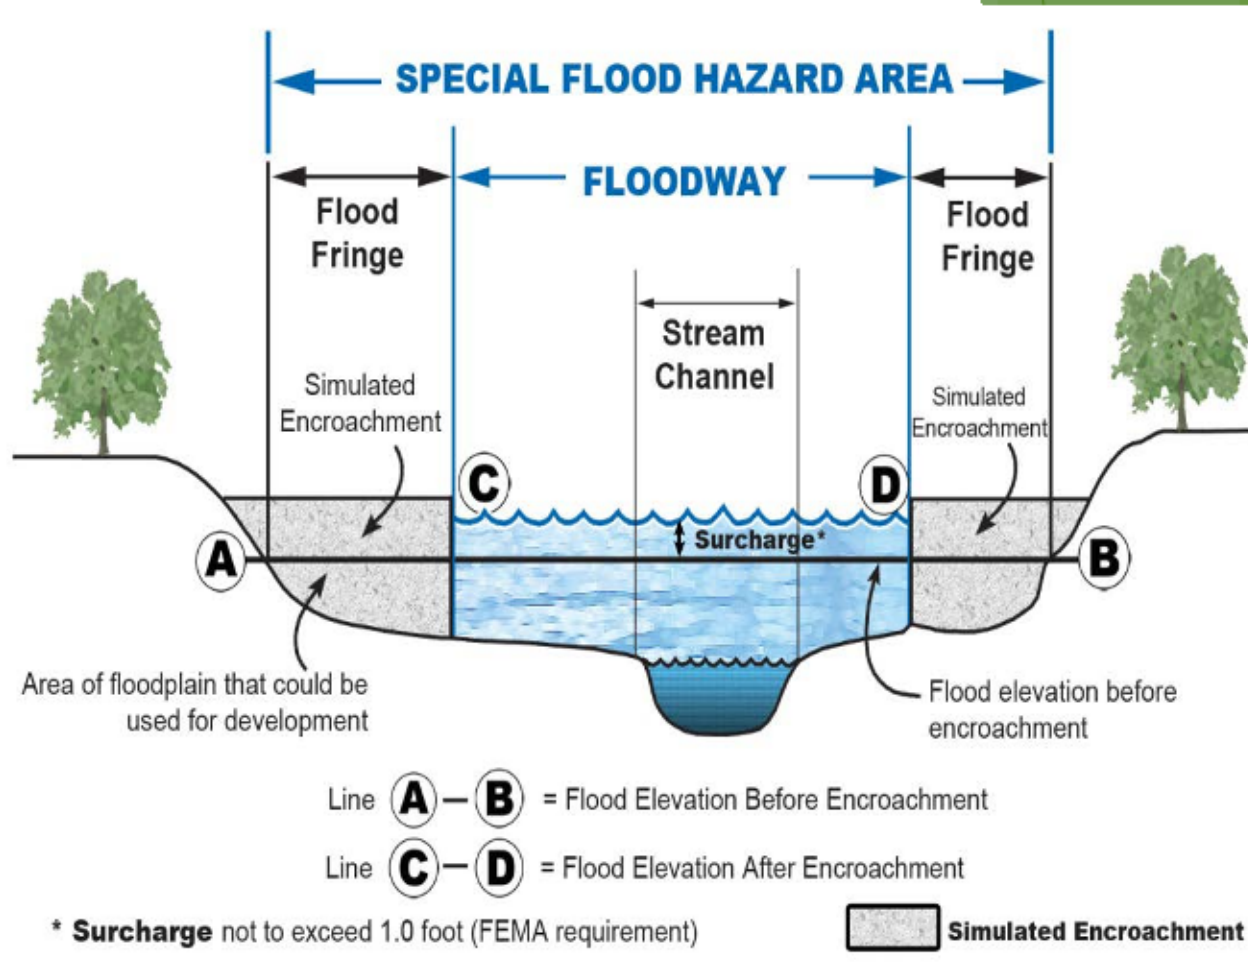 SPECIAL FLOOD HAZARD AREA
FLOODWAY
Flood
Fringe
Flood
Fringe
Stream
Channel
Simulated
Encroachment
Simulated
Encroachment
C
D
Surcharge*
A
B
Area of floodplain that could be
used for development
Flood elevation before
encroachment
Line A – B = Flood Elevation Before Encroachment
Line C – D = Flood Elevation After Encroachment
* Surcharge not to exceed 1.0 foot (FEMA requirement)
Simulated Encroachment